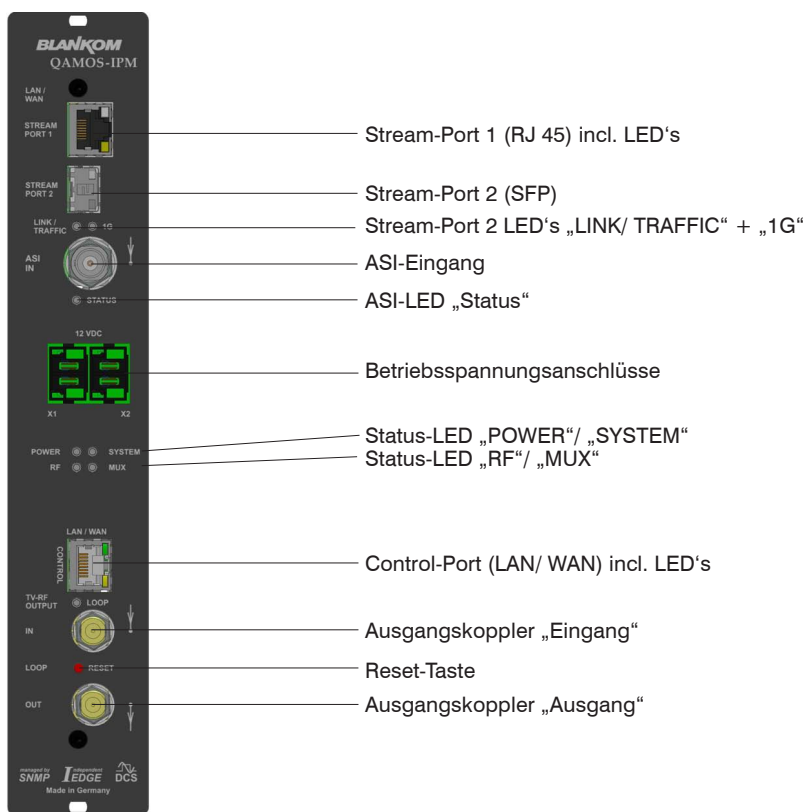 BLANKOM
QAMOS-IPM
LAN /
WAN
STREAM
PORT 1
Stream-Port 1 (RJ 45) incl. LED‘s
STREAM
PORT 2
Stream-Port 2 (SFP)
LINK /
TRAFFIC
1G
Stream-Port 2 LED‘s „LINK/ TRAFFIC“ + „1G“
ASI
IN
ASI-Eingang
STATUS
ASI-LED „Status“
12 VDC
Betriebsspannungsanschlüsse
X1 X2
POWER SYSTEM
Status-LED „POWER“/ „SYSTEM“
RF MUX
Status-LED „RF“/ „MUX“
LAN / WAN
CONTROL
Control-Port (LAN/ WAN) incl. LED‘s
TV-RF
OUTPUT
LOOP
IN
Ausgangskoppler „Eingang“
LOOP RESET
Reset-Taste
OUT
Ausgangskoppler „Ausgang“
managed by
SNMP
Independent
EDGE
DCS
Made in Germany